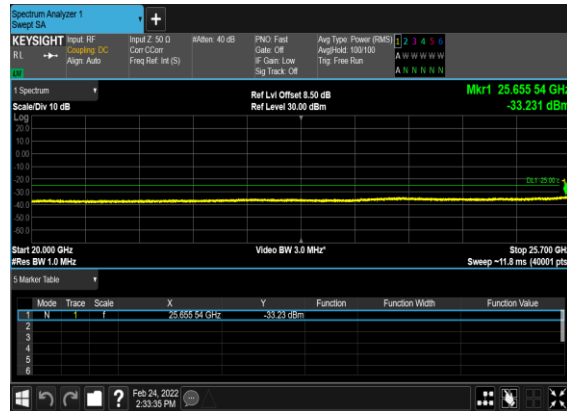 Spectrum Analyzer 1
Swept SA
+
KEYSIGHT Input: RF Input Z: 50 Ω #Atten: 40 dB PNO: Fast Avg Type: Power (RMS) 1 2 3 4 5 6
RL Coupling: DC Corr CCorr Gate: Off Avg|Hold: 100/100 A W W W W W
Align: Auto Freq Ref: Int (S) IF Gain: Low Trig: Free Run
Sig Track: Off A N N N N N
1 Spectrum Ref Lvl Offset 8.50 dB Mkr1 25.655 54 GHz
Scale/Div 10 dB Ref Level 30.00 dBm -33.231 dBm
Log
20.0
10.0
0.00
-10.0
-20.0 DL1 -25.00
-30.0
-40.0
-50.0
-60.0
Start 20.000 GHz Video BW 3.0 MHz* Stop 25.700 GHz
#Res BW 1.0 MHz Sweep ~11.8 ms (40001 pts
5 Marker Table
Mode Trace Scale X Y Function Function Width Function Value
1 N 1 f 25.655 54 GHz -33.23 dBm
2
3
4
5
6
? Feb 24, 2022
2:33:35 PM